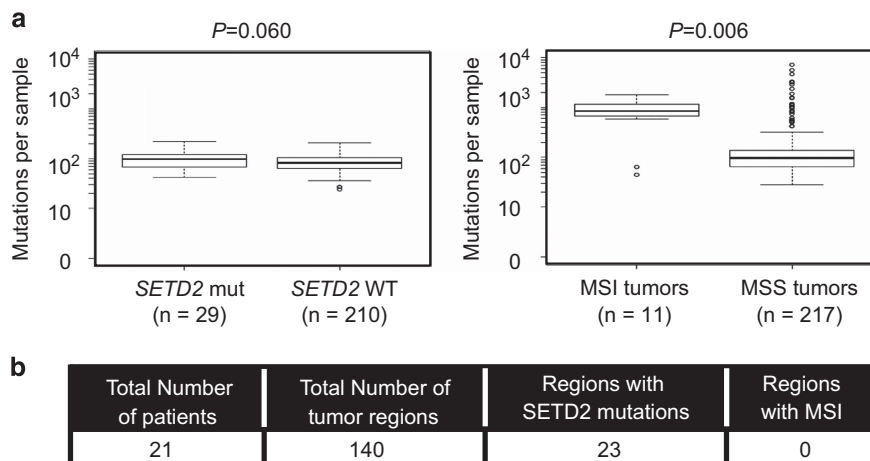 a
P=0.060
Mutations per sample
10⁴
10³
10²
10
0
SETD2 mut
(n = 29)
SETD2 WT
(n = 210)
P=0.006
Mutations per sample
10⁴
10³
10²
10
0
MSI tumors
(n = 11)
MSS tumors
(n = 217)
b
Total Number of patients
Total Number of tumor regions
Regions with SETD2 mutations
Regions with MSI
21
140
23
0